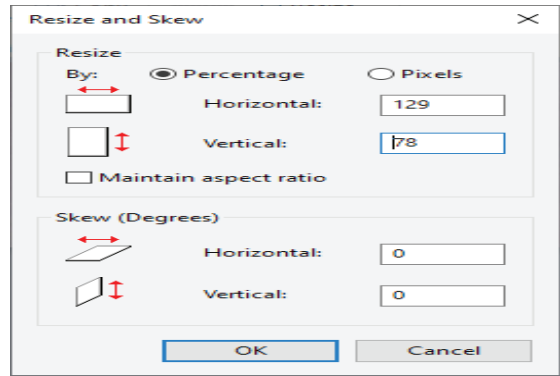 Resize and Skew
Resize
By: Percentage Pixels
Horizontal: 129
Vertical: 78
Maintain aspect ratio
Skew (Degrees)
Horizontal: 0
Vertical: 0
OK Cancel